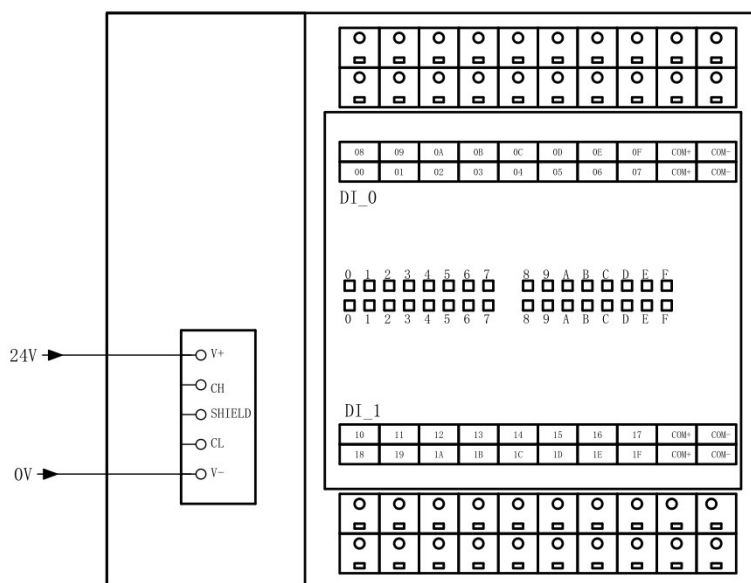 08 09 0A 0B 0C 0D 0E 0F COM+ COM-
00 01 02 03 04 05 06 07 COM+ COM-
DI_0
0 1 2 3 4 5 6 7 8 9 A B C D E F
0 1 2 3 4 5 6 7 8 9 A B C D E F
24V
V+
CH
SHIELD
CL
0V
V-
DI_1
10 11 12 13 14 15 16 17 COM+ COM-
18 19 1A 1B 1C 1D 1E 1F COM+ COM-